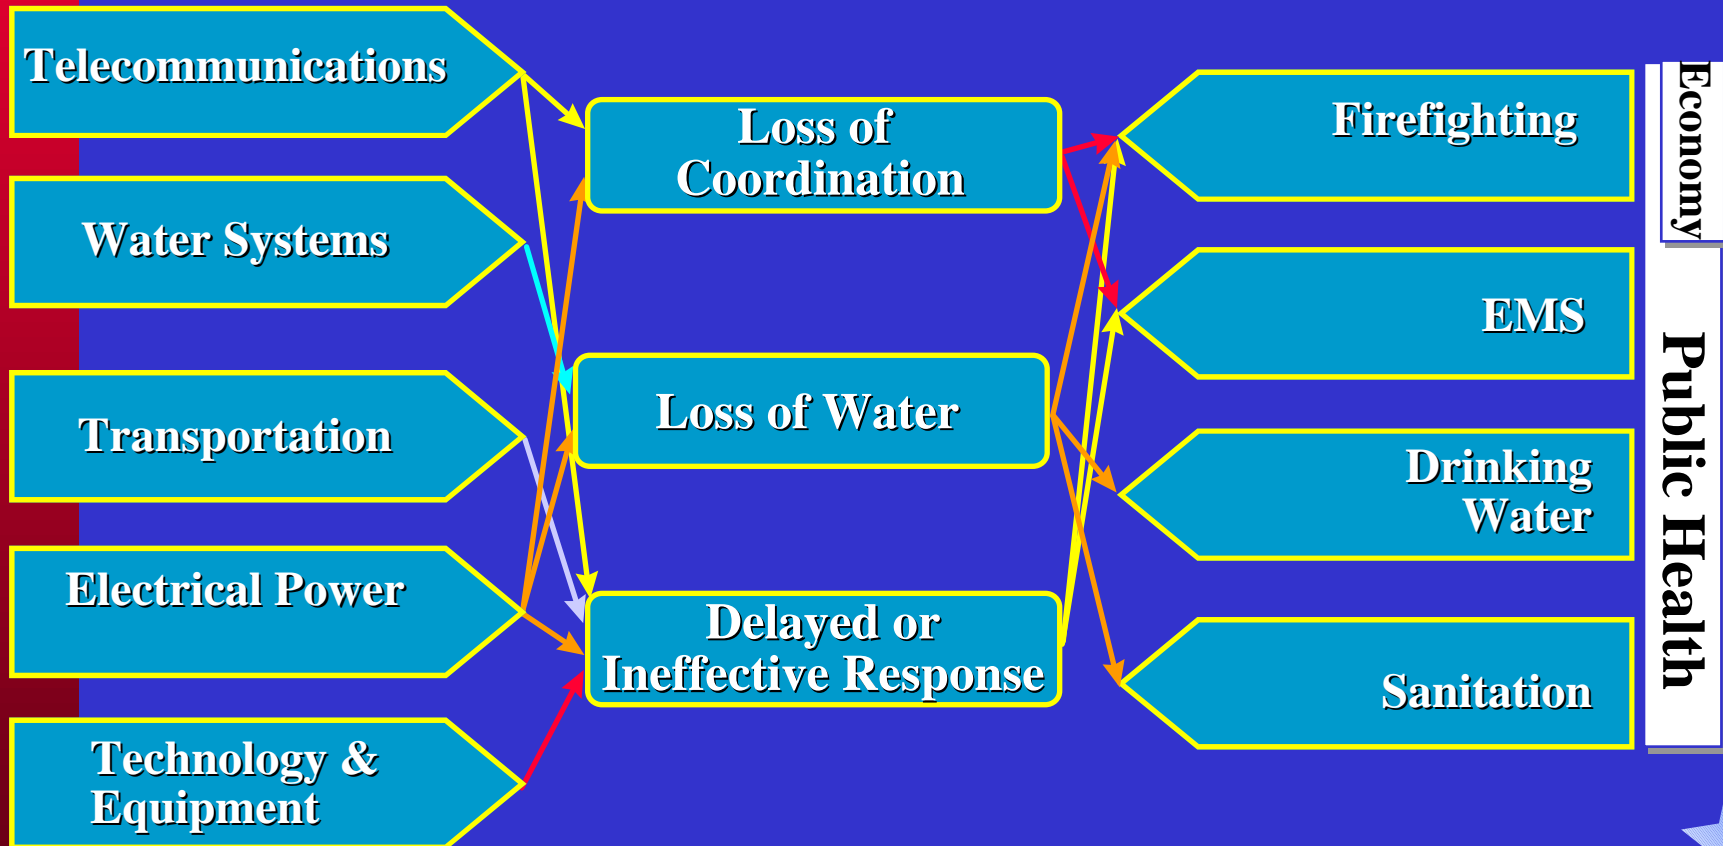 Telecommunications
Water Systems
Transportation
Electrical Power
Technology &
Equipment
Loss of
Coordination
Loss of Water
Delayed or
Ineffective Response
Firefighting
EMS
Drinking
Water
Sanitation
Economy
Public Health